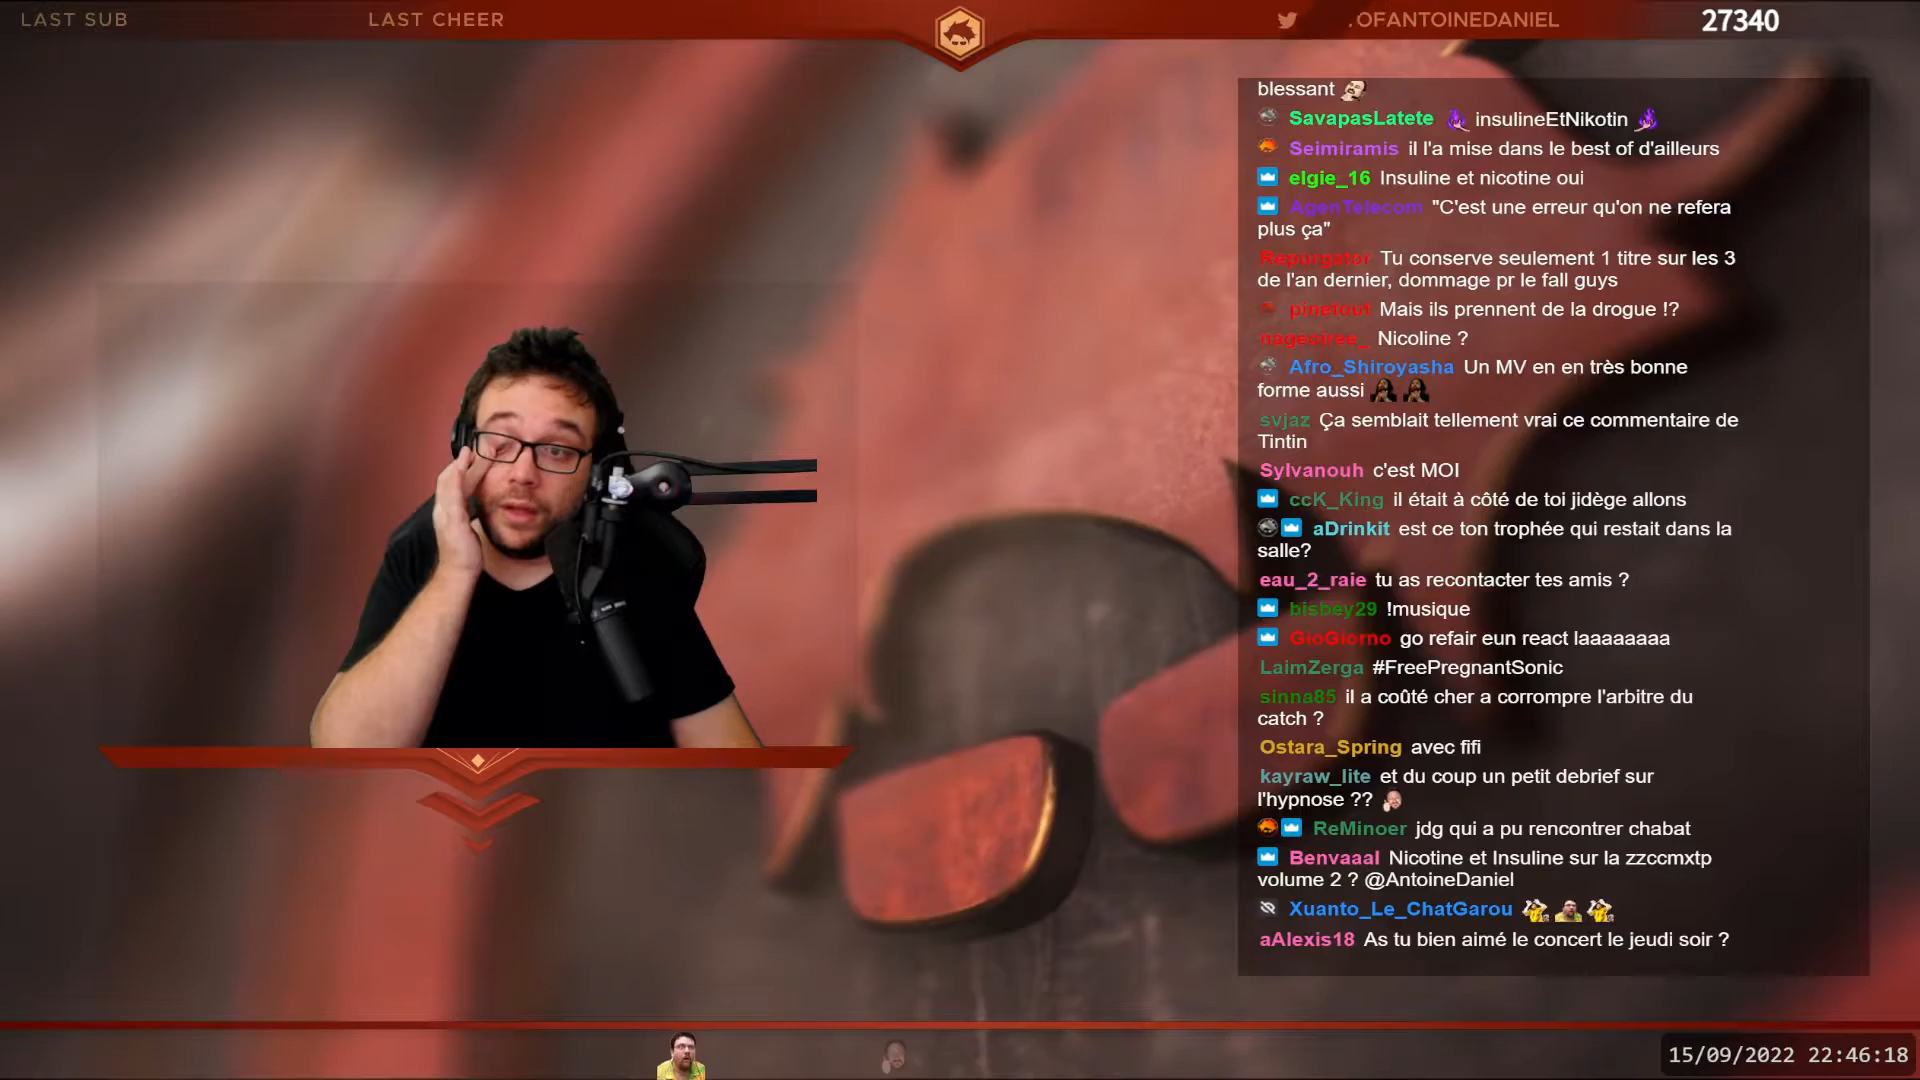 LAST SUB
LAST CHEER
.OFANTOINEDANIEL
27340
blessant
SavapasLatete insulineEtNikotin
Seimiramis il l'a mise dans le best of d'ailleurs
elgie_16 Insuline et nicotine oui
AgenTelecom "C'est une erreur qu'on ne refera
plus ça"
Repurgator Tu conserve seulement 1 titre sur les 3
de l'an dernier, dommage pr le fall guys
pinetout Mais ils prennent de la drogue !?
nageoiree_ Nicoline ?
Afro_Shiroyasha Un MV en en très bonne
forme aussi
svjaz Ça semblait tellement vrai ce commentaire de
Tintin
Sylvanouh c'est MOI
ccK_King il était à côté de toi jidège allons
aDrinkit est ce ton trophée qui restait dans la
salle?
eau_2_raie tu as recontacter tes amis ?
bisbey29 !musique
GioGiorno go refair eun react laaaaaaaa
LaimZerga #FreePregnantSonic
sinna85 il a coûté cher a corrompre l'arbitre du
catch ?
Ostara_Spring avec fifi
kayraw_lite et du coup un petit debrief sur
l'hypnose ??
ReMinoer jdg qui a pu rencontrer chabat
Benvaaal Nicotine et Insuline sur la zzccmxtp
volume 2 ? @AntoineDaniel
Xuanto_Le_ChatGarou
aAlexis18 As tu bien aimé le concert le jeudi soir ?
15/09/2022 22:46:18